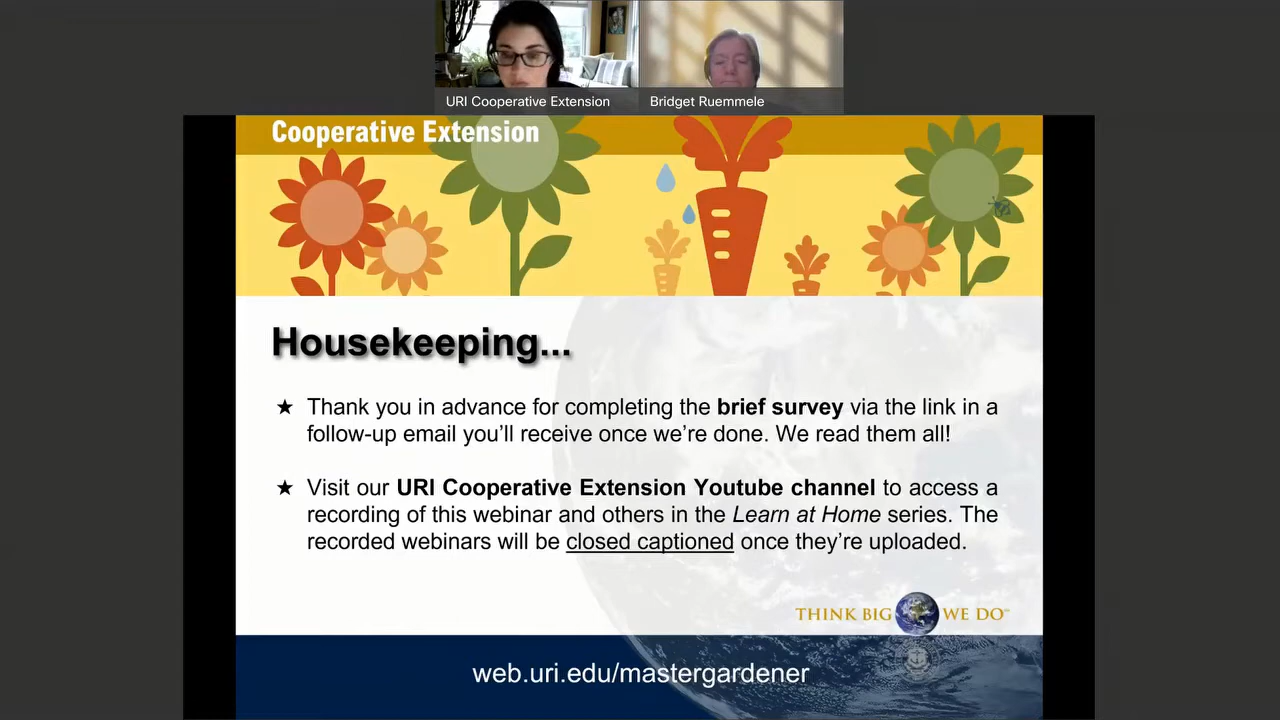 URI Cooperative Extension
Bridget Ruemmele
Cooperative Extension
Housekeeping...
★ Thank you in advance for completing the brief survey via the link in a
follow-up email you'll receive once we're done. We read them all!
★ Visit our URI Cooperative Extension Youtube channel to access a
recording of this webinar and others in the Learn at Home series. The
recorded webinars will be closed captioned once they're uploaded.
THINK BIG WE DO™
web.uri.edu/mastergardener